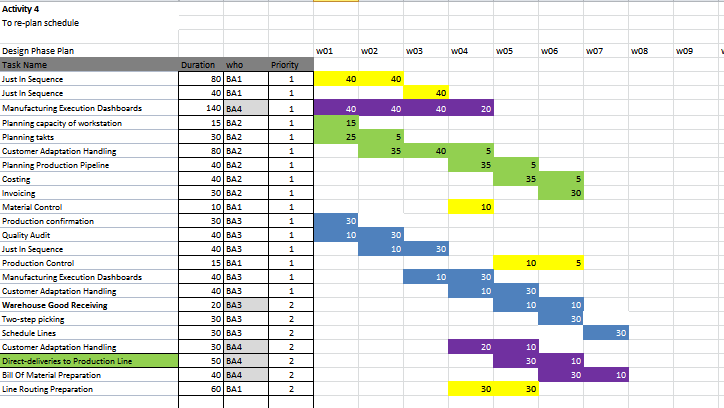 Activity 4
To re-plan schedule
Design Phase Plan w01 w02 w03 w04 w05 w06 w07 w08 w09
Task Name Duration who Priority
Just In Sequence 80 BA1 1 40 40
Just In Sequence 40 BA1 1 40
Manufacturing Execution Dashboards 140 BA4 1 40 40 40 20
Planning capacity of workstation 15 BA2 1 15
Planning takts 30 BA2 1 25 5
Customer Adaptation Handling 80 BA2 1 35 40 5
Planning Production Pipeline 40 BA2 1 35 5
Costing 40 BA2 1 35 5
Invoicing 30 BA2 1 30
Material Control 10 BA1 1 10
Production confirmation 30 BA3 1 30
Quality Audit 40 BA3 1 10 30
Just In Sequence 40 BA3 1 10 30
Production Control 15 BA1 1 10 5
Manufacturing Execution Dashboards 40 BA3 1 10 30
Customer Adaptation Handling 40 BA3 1 10 30
Warehouse Good Receiving 20 BA3 2 10 10
Two-step picking 30 BA3 2 30
Schedule Lines 30 BA3 2 30
Customer Adaptation Handling 30 BA4 2 20 10
Direct-deliveries to Production Line 50 BA4 2 30 10
Bill Of Material Preparation 40 BA4 2 30 10
Line Routing Preparation 60 BA1 2 30 30